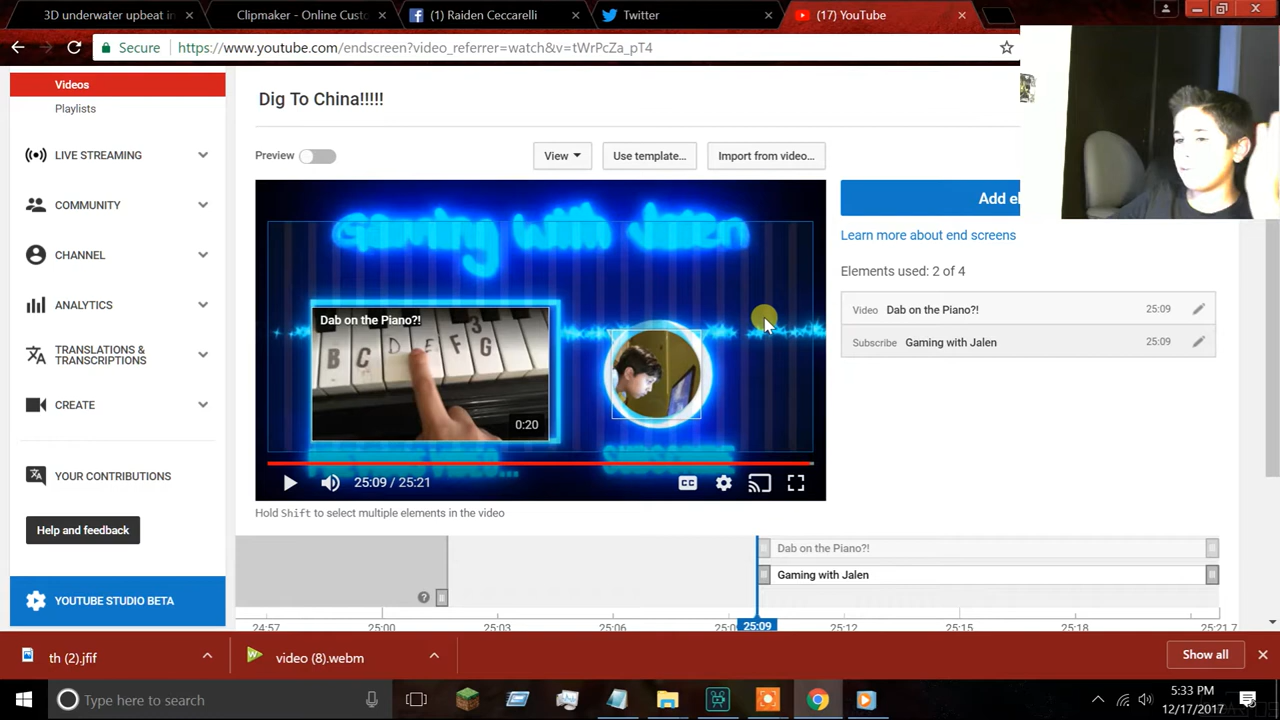 3D underwater upbeat in
Clipmaker - Online Cust
(1) Raiden Ceccarelli
Twitter
(17) YouTube
Secure
https://www.youtube.com/endscreen?video_referrer=watch&v=tWrPcZa_pT4
Videos
Playlists
LIVE STREAMING
COMMUNITY
CHANNEL
ANALYTICS
TRANSLATIONS &
TRANSCRIPTIONS
CREATE
YOUR CONTRIBUTIONS
Help and feedback
YOUTUBE STUDIO BETA
Dig To China!!!!!
Preview
View
Use template...
Import from video...
Gaming with Jalen
Dab on the Piano?!
B C D E F G
3
0:20
SUBSCRIBE
25:09 / 25:21
CC
Hold Shift to select multiple elements in the video
Add el
Learn more about end screens
Elements used: 2 of 4
Video Dab on the Piano?! 25:09
Subscribe Gaming with Jalen 25:09
Dab on the Piano?!
Gaming with Jalen
?
24:57 25:00 25:03 25:06 25:09 25:12 25:15 25:18 25:21.7
th (2).jfif
video (8).webm
Show all
Type here to search
5:33 PM
12/17/2017